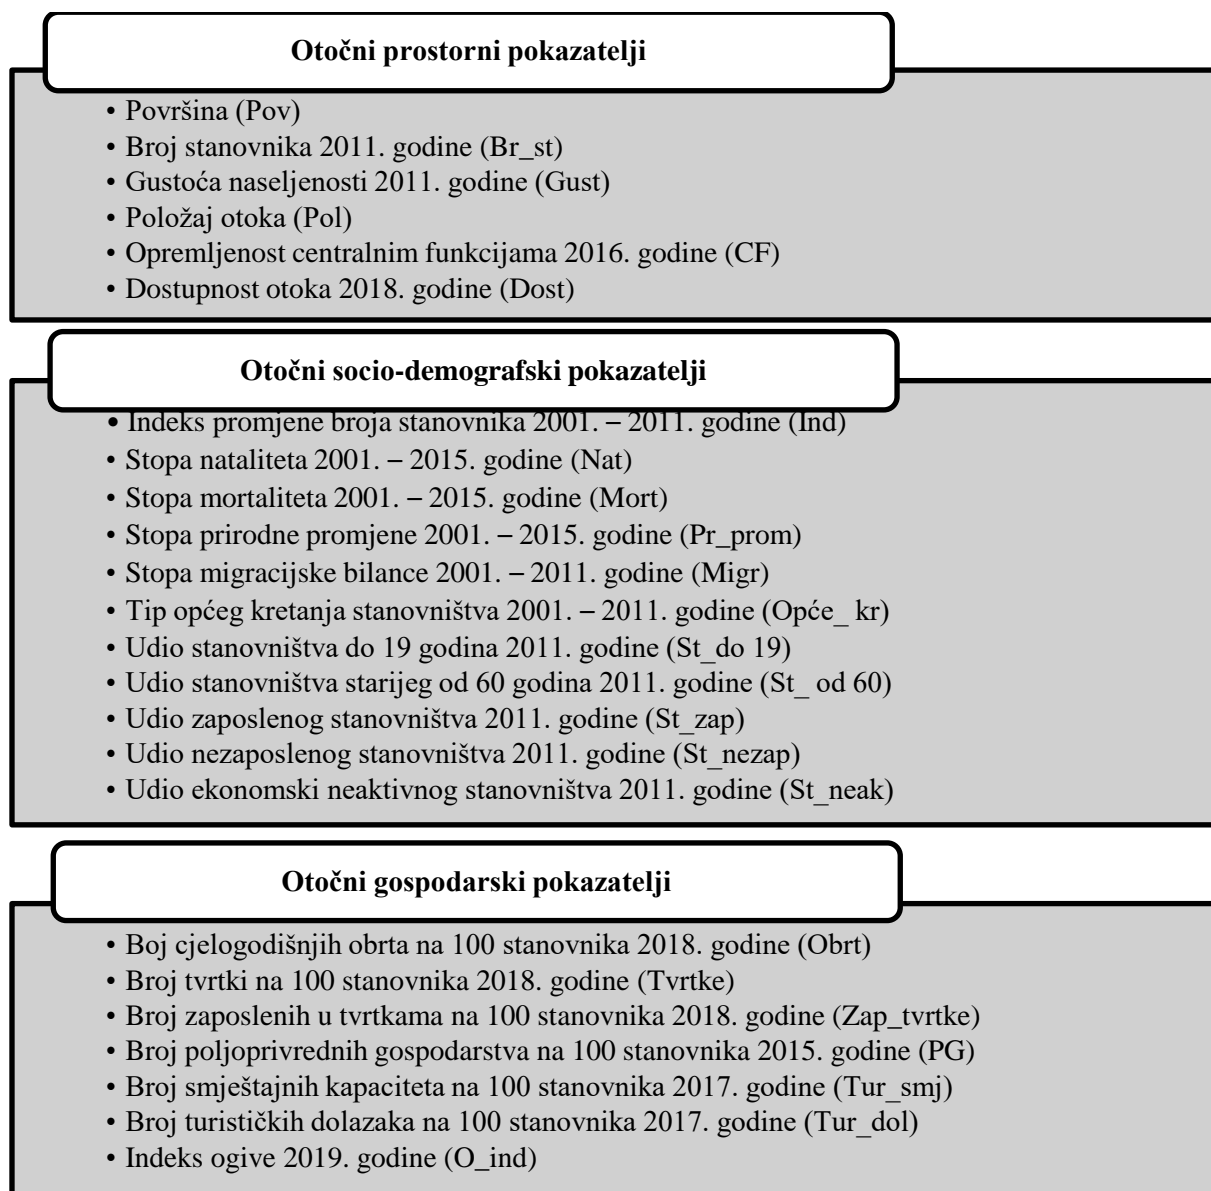 Otočni prostorni pokazatelji
• Površina (Pov)
• Broj stanovnika 2011. godine (Br_st)
• Gustoća naseljenosti 2011. godine (Gust)
• Položaj otoka (Pol)
• Opremljenost centralnim funkcijama 2016. godine (CF)
• Dostupnost otoka 2018. godine (Dost)
Otočni socio-demografski pokazatelji
• Indeks promjene broja stanovnika 2001. – 2011. godine (Ind)
• Stopa nataliteta 2001. – 2015. godine (Nat)
• Stopa mortaliteta 2001. – 2015. godine (Mort)
• Stopa prirodne promjene 2001. – 2015. godine (Pr_prom)
• Stopa migracijske bilance 2001. – 2011. godine (Migr)
• Tip općeg kretanja stanovništva 2001. – 2011. godine (Opće_ kr)
• Udio stanovništva do 19 godina 2011. godine (St_do 19)
• Udio stanovništva starijeg od 60 godina 2011. godine (St_ od 60)
• Udio zaposlenog stanovništva 2011. godine (St_zap)
• Udio nezaposlenog stanovništva 2011. godine (St_nezap)
• Udio ekonomski neaktivnog stanovništva 2011. godine (St_neak)
Otočni gospodarski pokazatelji
• Boj cjelogodišnjih obrta na 100 stanovnika 2018. godine (Obrt)
• Broj tvrtki na 100 stanovnika 2018. godine (Tvrtke)
• Broj zaposlenih u tvrtkama na 100 stanovnika 2018. godine (Zap_tvrtke)
• Broj poljoprivrednih gospodarstva na 100 stanovnika 2015. godine (PG)
• Broj smještajnih kapaciteta na 100 stanovnika 2017. godine (Tur_smj)
• Broj turističkih dolazaka na 100 stanovnika 2017. godine (Tur_dol)
• Indeks ogive 2019. godine (O_ind)